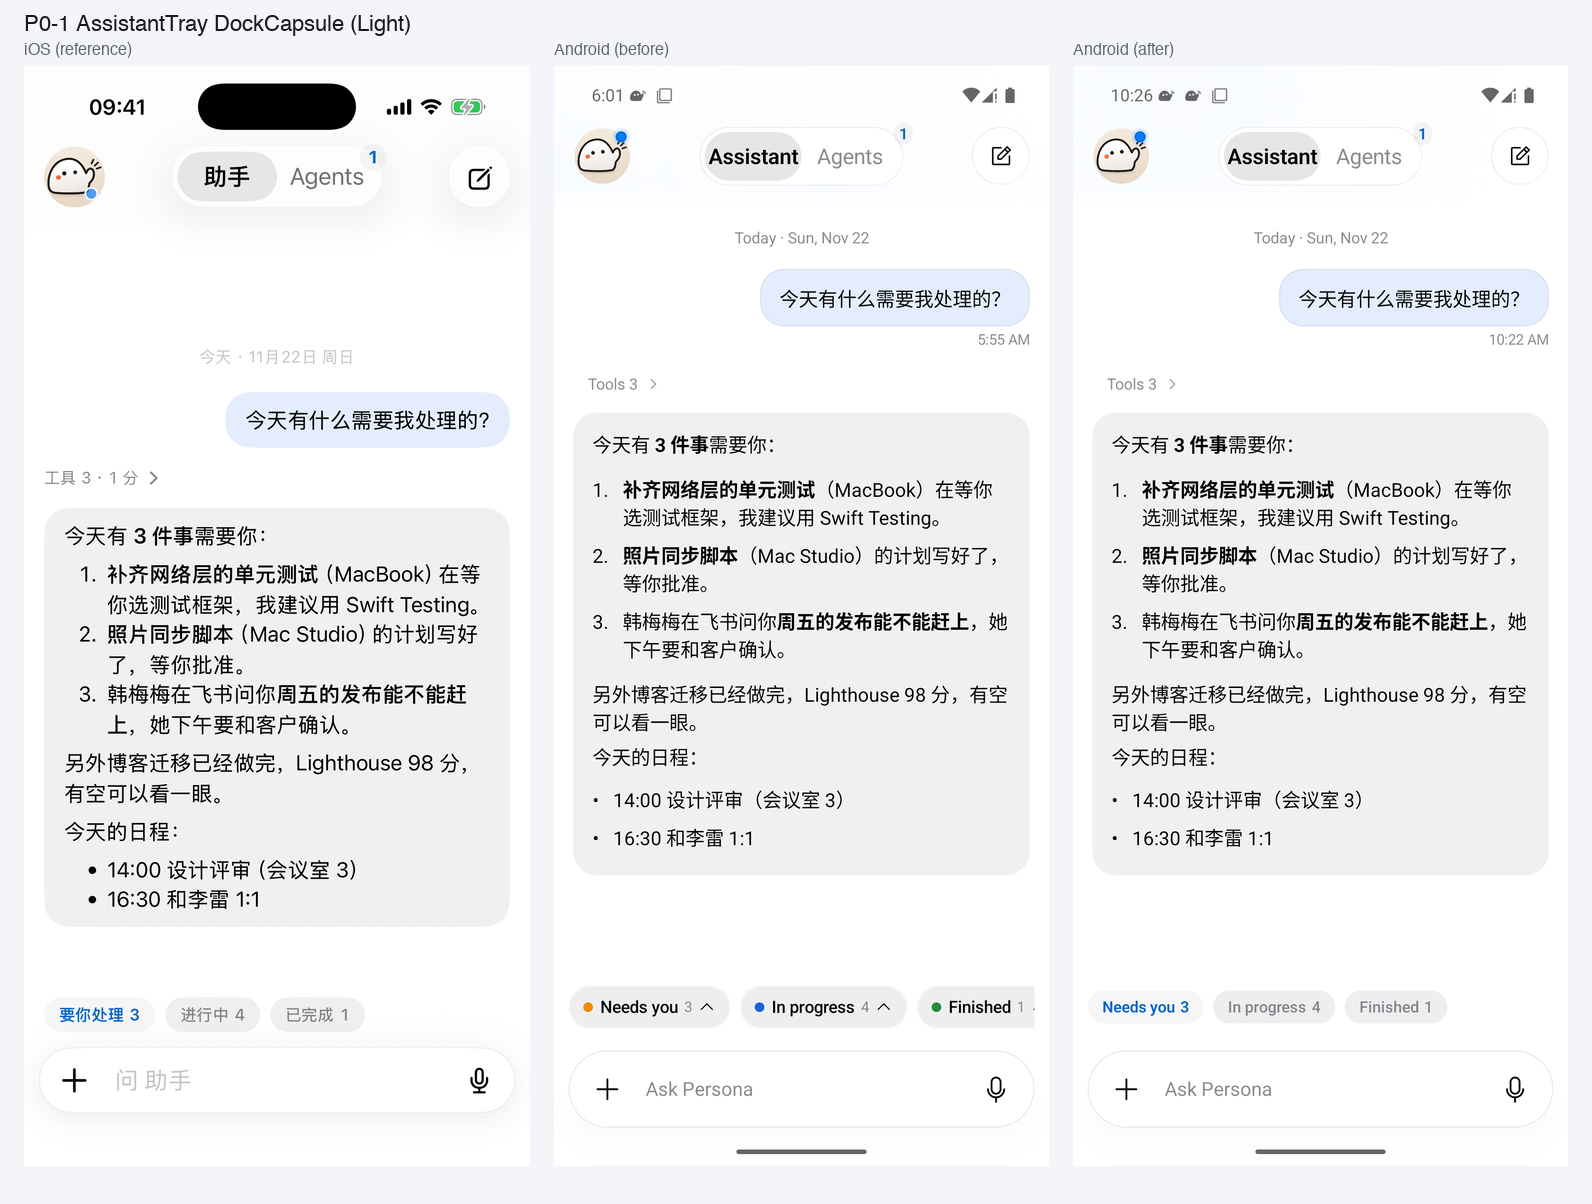 P0-1 AssistantTray DockCapsule (Light)
iOS (reference)
09:41
助手
Agents
1
今天 · 11月22日 周日
今天有什么需要我处理的?
工具 3 · 1 分
今天有 3 件事需要你：
1. 补齐网络层的单元测试（MacBook）在等
你选测试框架，我建议用 Swift Testing。
2. 照片同步脚本（Mac Studio）的计划写好
了，等你批准。
3. 韩梅梅在飞书问你周五的发布能不能赶
上，她下午要和客户确认。
另外博客迁移已经做完，Lighthouse 98 分，
有空可以看一眼。
今天的日程：
• 14:00 设计评审（会议室 3）
• 16:30 和李雷 1:1
要你处理 3
进行中 4
已完成 1
问 助手
Android (before)
6:01
Assistant
Agents
1
Today · Sun, Nov 22
今天有什么需要我处理的？
5:55 AM
Tools 3
今天有 3 件事需要你：
1. 补齐网络层的单元测试（MacBook）在等你
选测试框架，我建议用 Swift Testing。
2. 照片同步脚本（Mac Studio）的计划写好了，
等你批准。
3. 韩梅梅在飞书问你周五的发布能不能赶上，她
下午要和客户确认。
另外博客迁移已经做完，Lighthouse 98 分，有空
可以看一眼。
今天的日程：
• 14:00 设计评审（会议室 3）
• 16:30 和李雷 1:1
Needs you 3
In progress 4
Finished 1
Ask Persona
Android (after)
10:26
Assistant
Agents
1
Today · Sun, Nov 22
今天有什么需要我处理的？
10:22 AM
Tools 3
今天有 3 件事需要你：
1. 补齐网络层的单元测试（MacBook）在等你
选测试框架，我建议用 Swift Testing。
2. 照片同步脚本（Mac Studio）的计划写好了，
等你批准。
3. 韩梅梅在飞书问你周五的发布能不能赶上，她
下午要和客户确认。
另外博客迁移已经做完，Lighthouse 98 分，有空
可以看一眼。
今天的日程：
• 14:00 设计评审（会议室 3）
• 16:30 和李雷 1:1
Needs you 3
In progress 4
Finished 1
Ask Persona